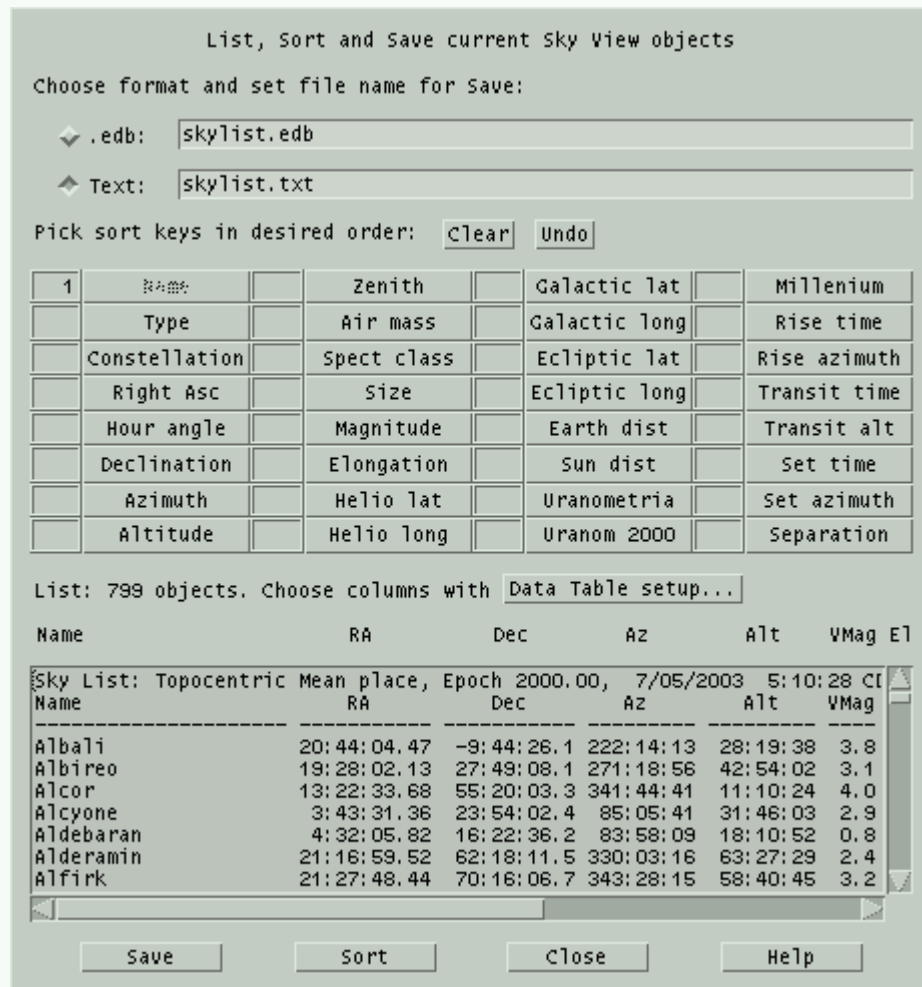 List, Sort and Save current Sky View objects
Choose format and set file name for Save:
.edb: skylist.edb
Text: skylist.txt
Pick sort keys in desired order: Clear Undo
1 Name Zenith Galactic lat Millenium
Type Air mass Galactic long Rise time
Constellation Spect class Ecliptic lat Rise azimuth
Right Asc Size Ecliptic long Transit time
Hour angle Magnitude Earth dist Transit alt
Declination Elongation Sun dist Set time
Azimuth Helio lat Uranometria Set azimuth
Altitude Helio long Uranom 2000 Separation
List: 799 objects. Choose columns with Data Table setup...
Name RA Dec Az Alt VMag El
Sky List: Topocentric Mean place, Epoch 2000.00, 7/05/2003 5:10:28 CD
Name RA Dec Az Alt VMag
Albali 20:44:04.47 -9:44:26.1 222:14:13 28:19:38 3.8
Albireo 19:28:02.13 27:49:08.1 271:18:56 42:54:02 3.1
Alcor 13:22:33.68 55:20:03.3 341:44:41 11:10:24 4.0
Alcyone 3:43:31.36 23:54:02.4 85:05:41 31:46:03 2.9
Aldebaran 4:32:05.82 16:22:36.2 83:58:09 18:10:52 0.8
Alderamin 21:16:59.52 62:18:11.5 330:03:16 63:27:29 2.4
Alfirk 21:27:48.44 70:16:06.7 343:28:15 58:40:45 3.2
Save Sort Close Help